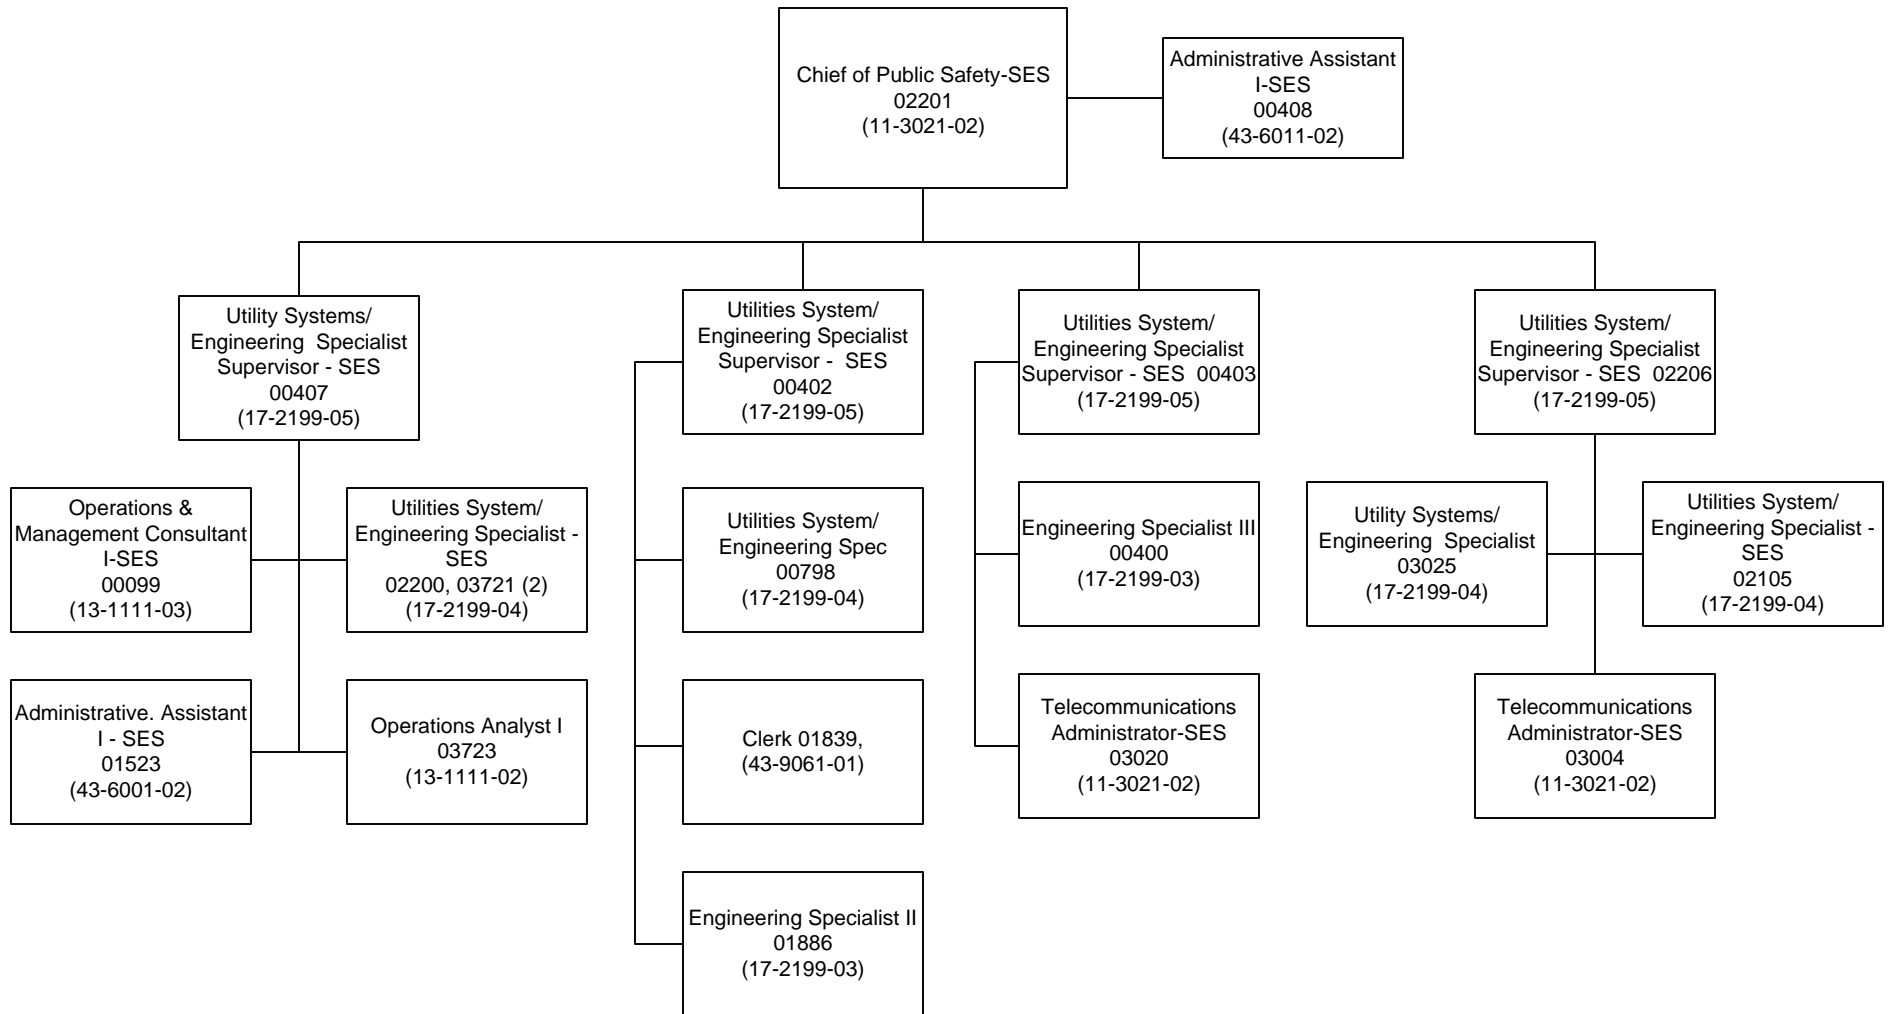 Chief of Public Safety-SES
02201
(11-3021-02)
Administrative Assistant
I-SES
00408
(43-6011-02)
Utility Systems/
Engineering Specialist
Supervisor - SES
00407
(17-2199-05)
Utilities System/
Engineering Specialist
Supervisor - SES
00402
(17-2199-05)
Utilities System/
Engineering Specialist
Supervisor - SES 00403
(17-2199-05)
Utilities System/
Engineering Specialist
Supervisor - SES 02206
(17-2199-05)
Operations &
Management Consultant
I-SES
00099
(13-1111-03)
Utilities System/
Engineering Specialist -
SES
02200, 03721 (2)
(17-2199-04)
Utilities System/
Engineering Spec
00798
(17-2199-04)
Engineering Specialist III
00400
(17-2199-03)
Utility Systems/
Engineering Specialist
03025
(17-2199-04)
Utilities System/
Engineering Specialist -
SES
02105
(17-2199-04)
Administrative. Assistant
I - SES
01523
(43-6001-02)
Operations Analyst I
03723
(13-1111-02)
Clerk 01839,
(43-9061-01)
Telecommunications
Administrator-SES
03020
(11-3021-02)
Telecommunications
Administrator-SES
03004
(11-3021-02)
Engineering Specialist II
01886
(17-2199-03)